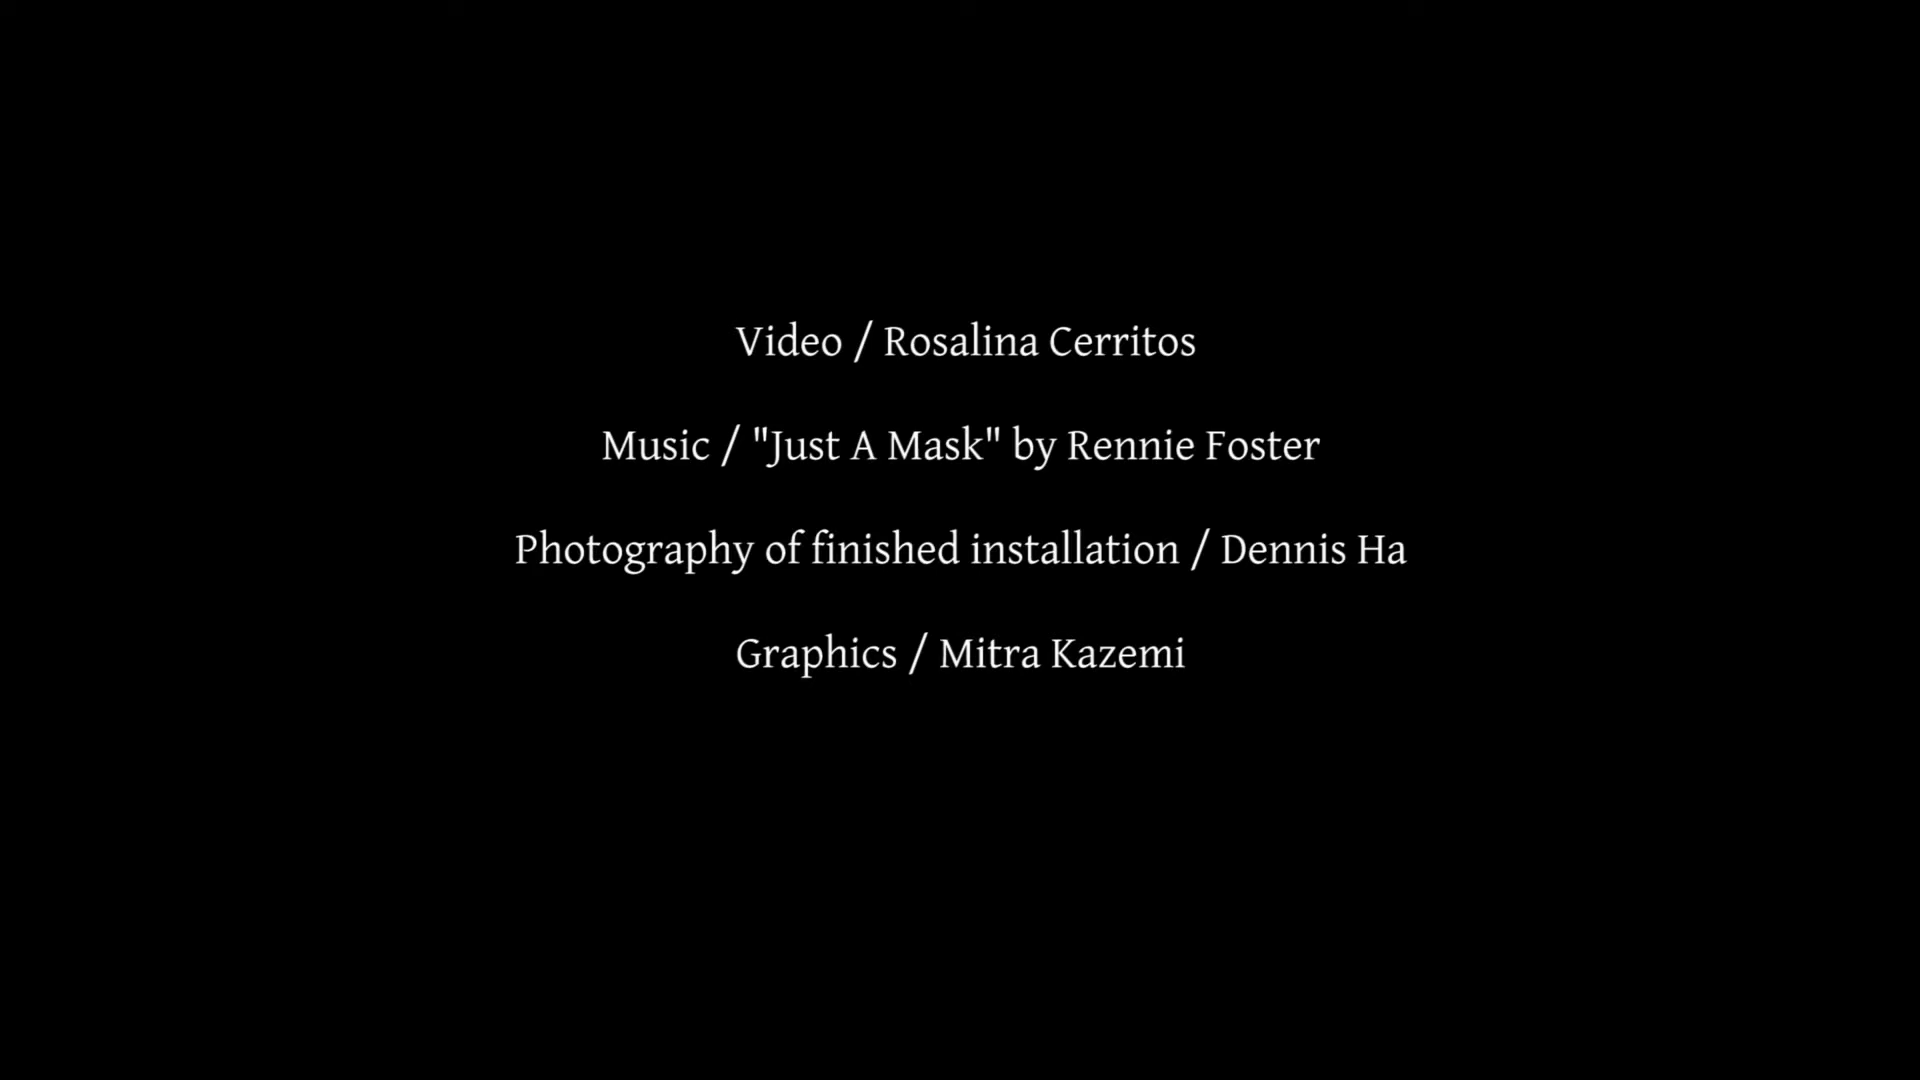 Video / Rosalina Cerritos
Music / "Just A Mask" by Rennie Foster
Photography of finished installation / Dennis Ha
Graphics / Mitra Kazemi